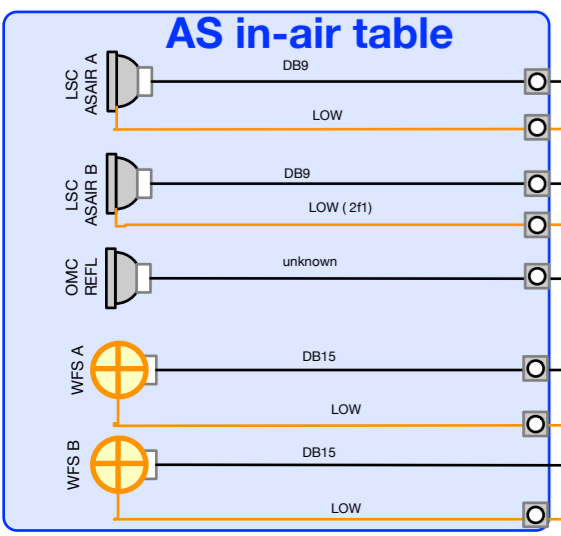 AS in-air table
LSC
ASAIR A
DB9
LOW
LSC
ASAIR B
DB9
LOW ( 2f1)
OMC
REFL
unknown
WFS A
DB15
LOW
WFS B
DB15
LOW